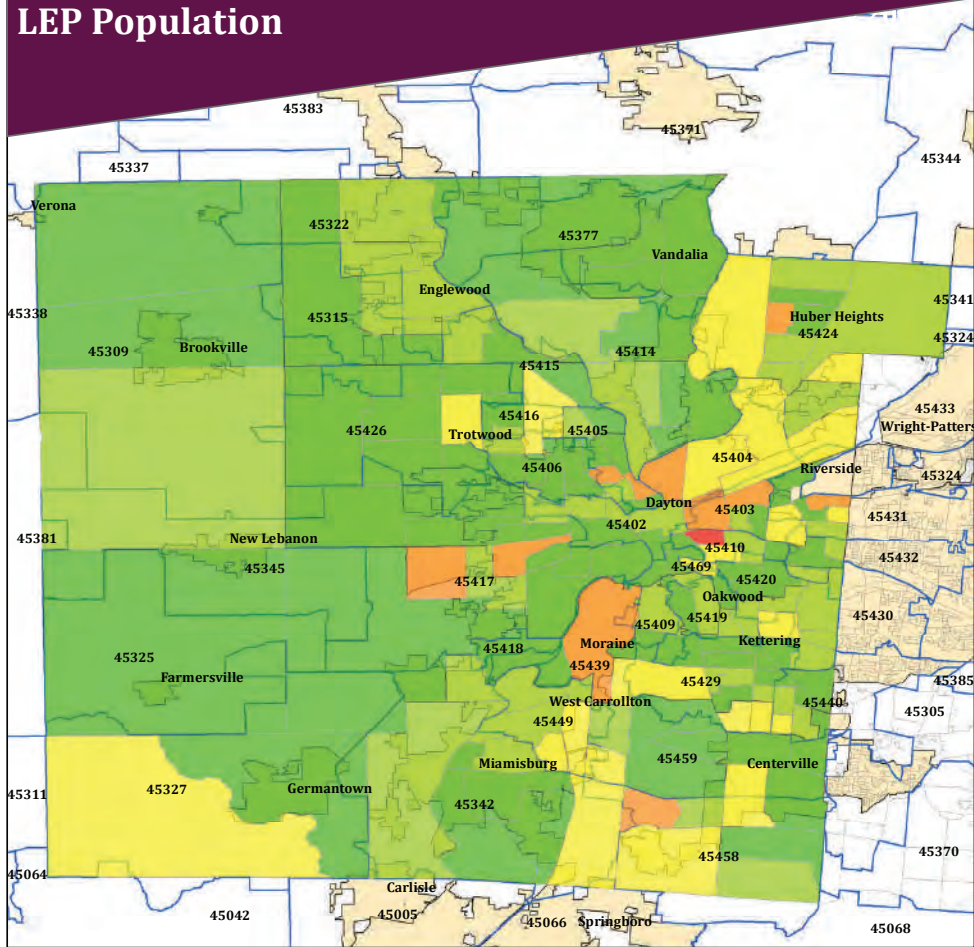 LEP Population
45383
45371
45344
45337
Verona
45322
45377
Vandalia
Englewood
45338
45315
45341
Huber Heights
45424
45324
45309
Brookville
45414
45415
45433
Wright-Patters
45426
45416
Trotwood
45405
45404
45406
Riverside
45324
Dayton
45403
45431
45402
45381
New Lebanon
45410
45432
45345
45417
45469
45420
Oakwood
45430
45409
45419
Kettering
Moraine
45418
45325
45439
Farmersville
45429
45385
West Carrollton
45440
45305
45449
45459
Centerville
Miamisburg
45311
45327
Germantown
45342
45458
45370
45064
Carlisle
45042
45005
45066
Springboro
45068